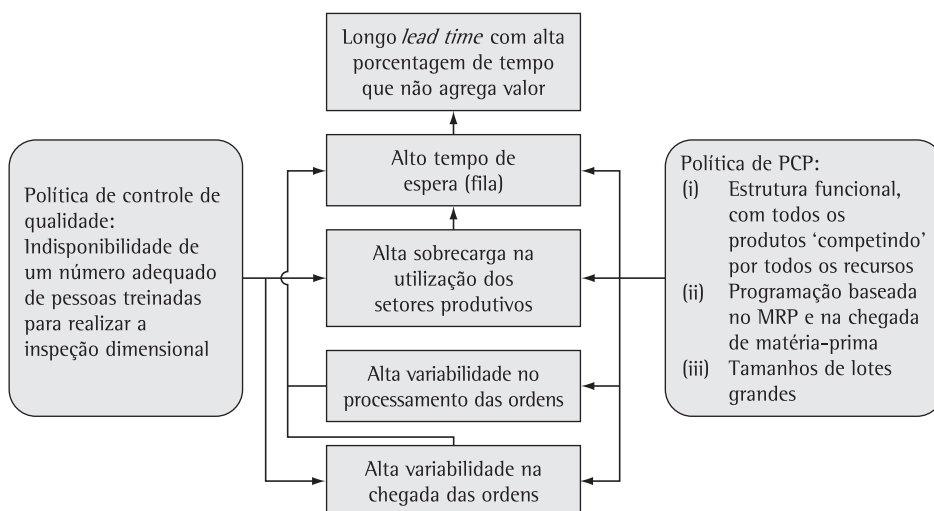 Longo lead time com alta
porcentagem de tempo
que não agrega valor
Alto tempo de
espera (fila)
Política de controle de
qualidade:
Indisponibilidade de
um número adequado
de pessoas treinadas
para realizar a
inspeção dimensional
Alta sobrecarga na
utilização dos
setores produtivos
Política de PCP:
(i) Estrutura funcional,
com todos os
produtos ‘competindo’
por todos os recursos
(ii) Programação baseada
no MRP e na chegada
de matéria-prima
(iii) Tamanhos de lotes
grandes
Alta variabilidade no
processamento das ordens
Alta variabilidade na
chegada das ordens